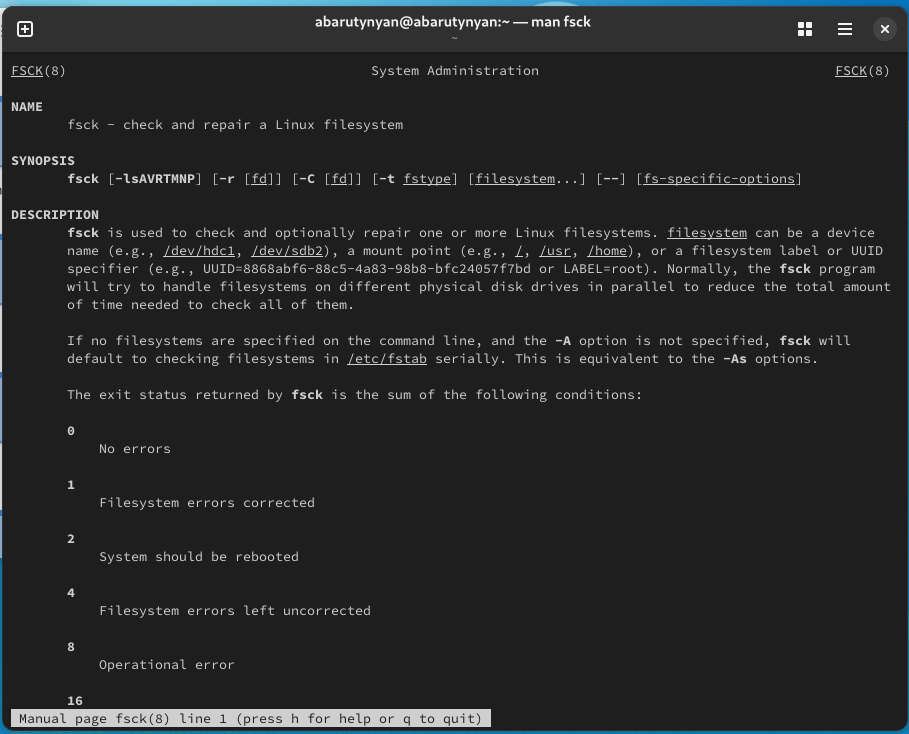 abarutynyan@abarutynyan:~ — man fsck
~
FSCK(8) System Administration FSCK(8)
NAME
fsck - check and repair a Linux filesystem
SYNOPSIS
fsck [-lsAVRTMNP] [-r [fd]] [-C [fd]] [-t fstype] [filesystem...] [--] [fs-specific-options]
DESCRIPTION
fsck is used to check and optionally repair one or more Linux filesystems. filesystem can be a device
name (e.g., /dev/hdc1, /dev/sdb2), a mount point (e.g., /, /usr, /home), or a filesystem label or UUID
specifier (e.g., UUID=8868abf6-88c5-4a83-98b8-bfc24057f7bd or LABEL=root). Normally, the fsck program
will try to handle filesystems on different physical disk drives in parallel to reduce the total amount
of time needed to check all of them.
If no filesystems are specified on the command line, and the -A option is not specified, fsck will
default to checking filesystems in /etc/fstab serially. This is equivalent to the -As options.
The exit status returned by fsck is the sum of the following conditions:
0
No errors
1
Filesystem errors corrected
2
System should be rebooted
4
Filesystem errors left uncorrected
8
Operational error
16
Manual page fsck(8) line 1 (press h for help or q to quit)